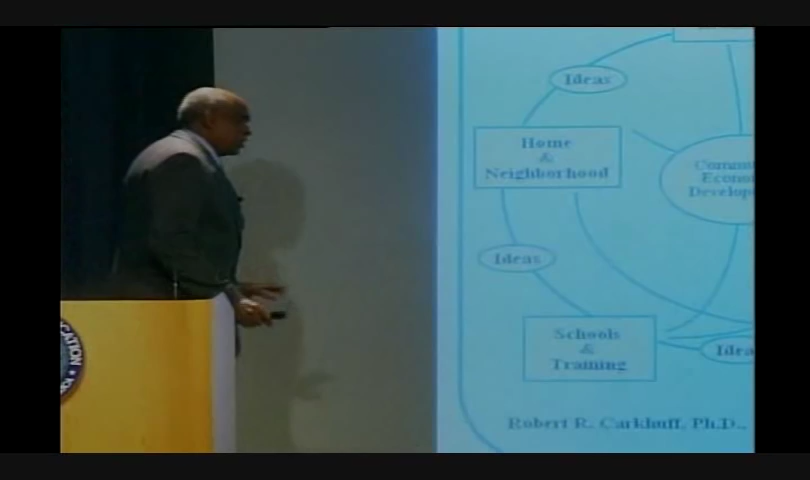 Ideas
Home
&
Neighborhood
Ideas
Schools
&
Training
Robert R. Carkhuff, Ph.D.,